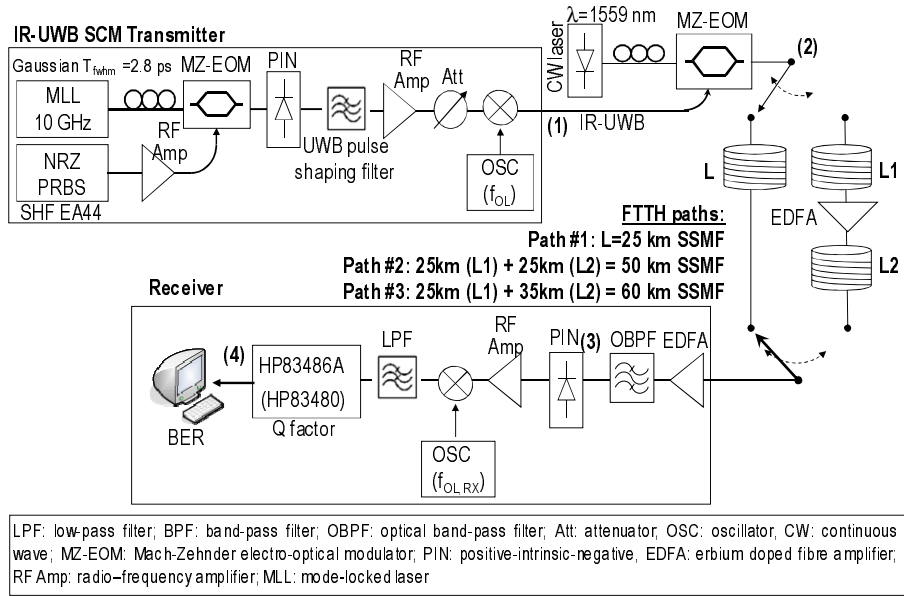 IR-UWB SCM Transmitter
Gaussian Tfwhm =2.8 ps
MZ-EOM
PIN
RF
Amp
Att
MLL
10 GHz
RF
Amp
NRZ
PRBS
SHF EA44
UWB pulse
shaping filter
OSC
(fOL)
(1)
IR-UWB
CW laser
λ=1559 nm
MZ-EOM
(2)
L
L1
EDFA
L2
FTTH paths:
Path #1: L=25 km SSMF
Path #2: 25km (L1) + 25km (L2) = 50 km SSMF
Path #3: 25km (L1) + 35km (L2) = 60 km SSMF
Receiver
(4)
HP83486A
(HP83480)
Q factor
BER
LPF
RF
Amp
PIN
(3)
OBPF
EDFA
OSC
(fOL,RX)
LPF: low-pass filter; BPF: band-pass filter; OBPF: optical band-pass filter; Att: attenuator, OSC: oscillator, CW: continuous
wave; MZ-EOM: Mach-Zehnder electro-optical modulator; PIN: positive-intrinsic-negative, EDFA: erbium doped fibre amplifier;
RF Amp: radio–frequency amplifier; MLL: mode-locked laser